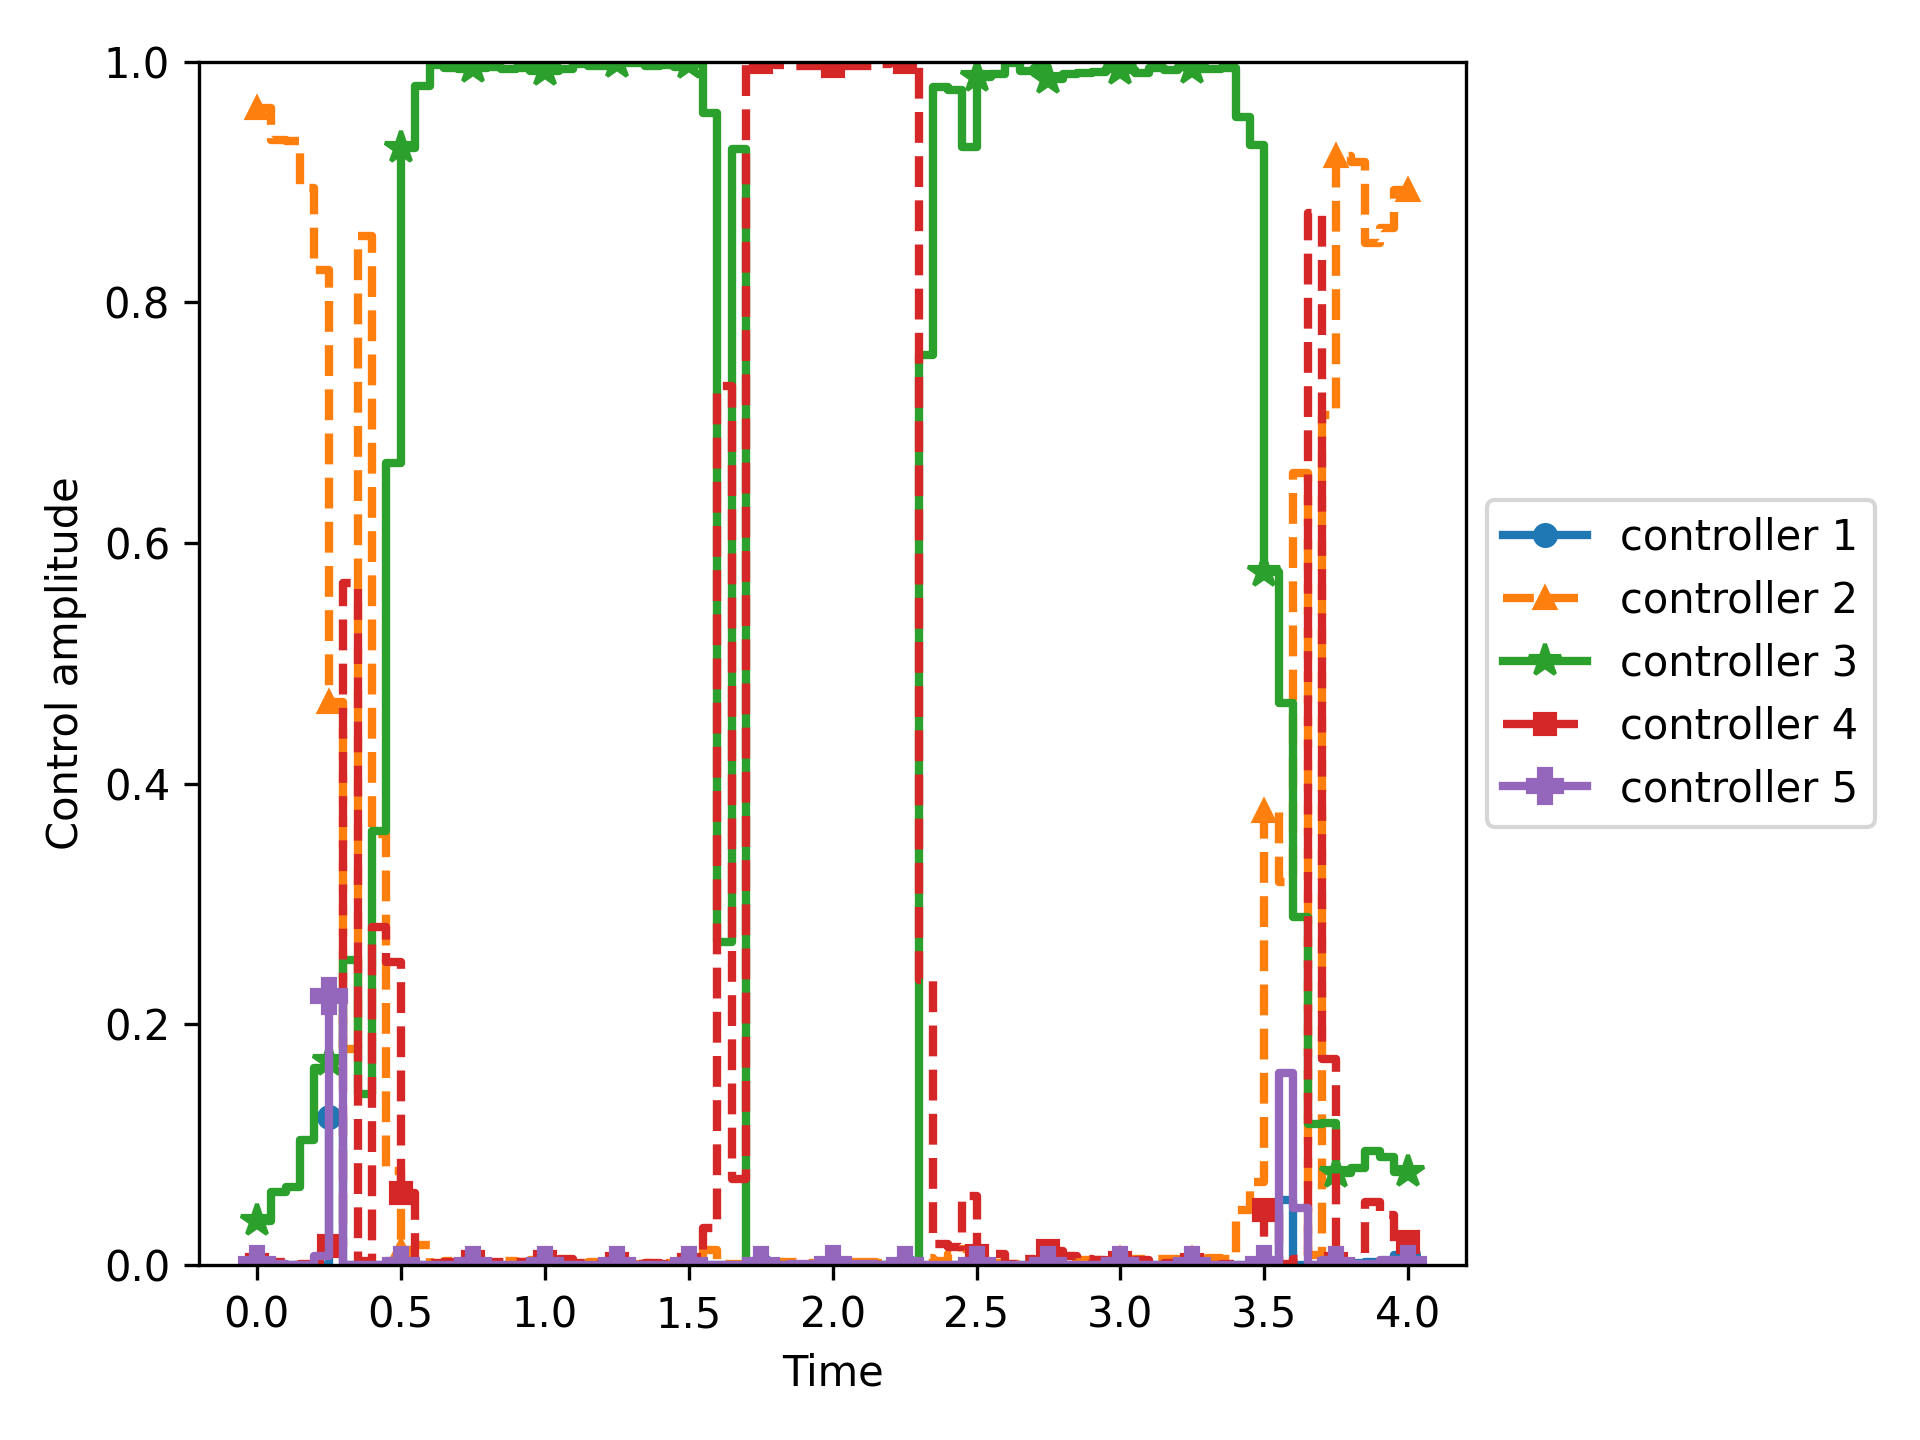 1.0
0.8
0.6
0.4
0.2
0.0
Control amplitude
0.0 0.5 1.0 1.5 2.0 2.5 3.0 3.5 4.0
Time
controller 1
controller 2
controller 3
controller 4
controller 5